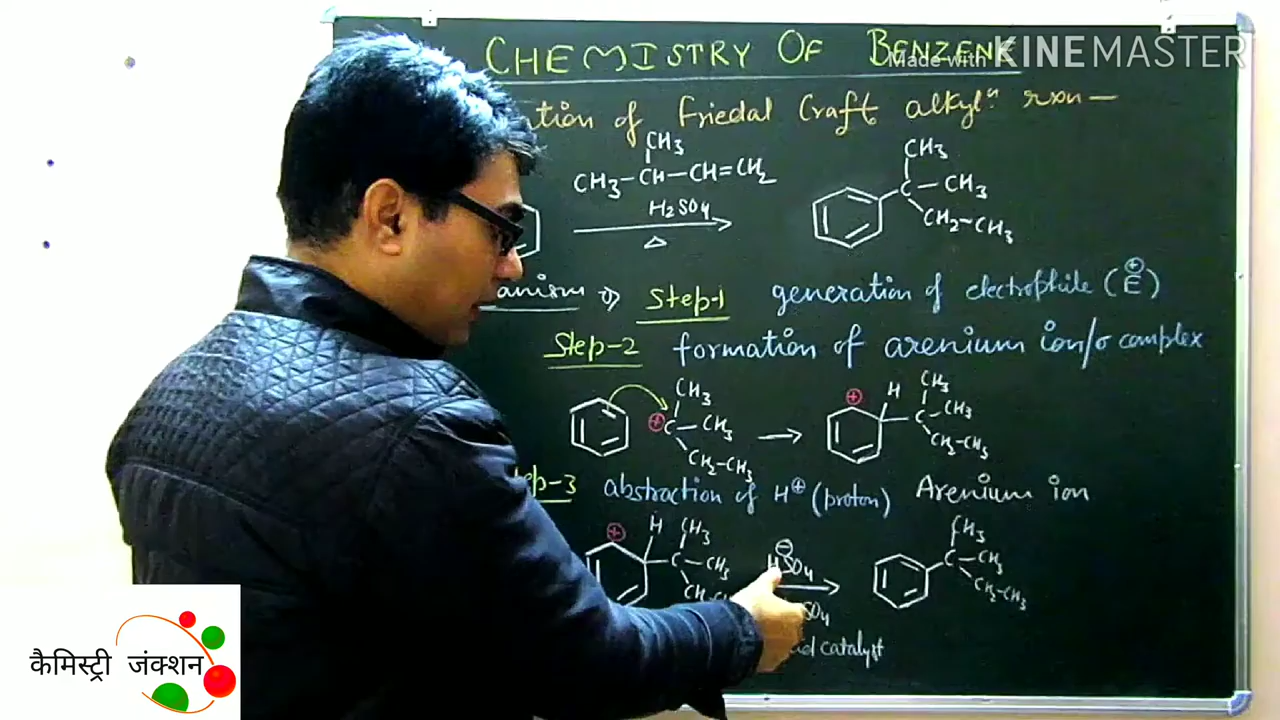 CHEMISTRY OF BENZENE
Made with KINEMASTER
of Friedal Craft alkylⁿ rxn —
CH3
CH3–CH–CH=CH2
H2SO4
Δ
CH3
C–CH3
CH2–CH3
anism ⇒ Step-1 generation of electrophile (E⊕)
Step-2 formation of arenium ion/σ complex
CH3
⊕C–CH3
CH2–CH3
⊕ H CH3
C–CH3
CH2–CH3
Step-3 abstraction of H⊕ (proton) Arenium ion
⊕ H CH3
C–CH3
HSO4⊖
CH3
C–CH3
CH2–CH3
SO4
catalyst
कैमिस्ट्री जंक्शन